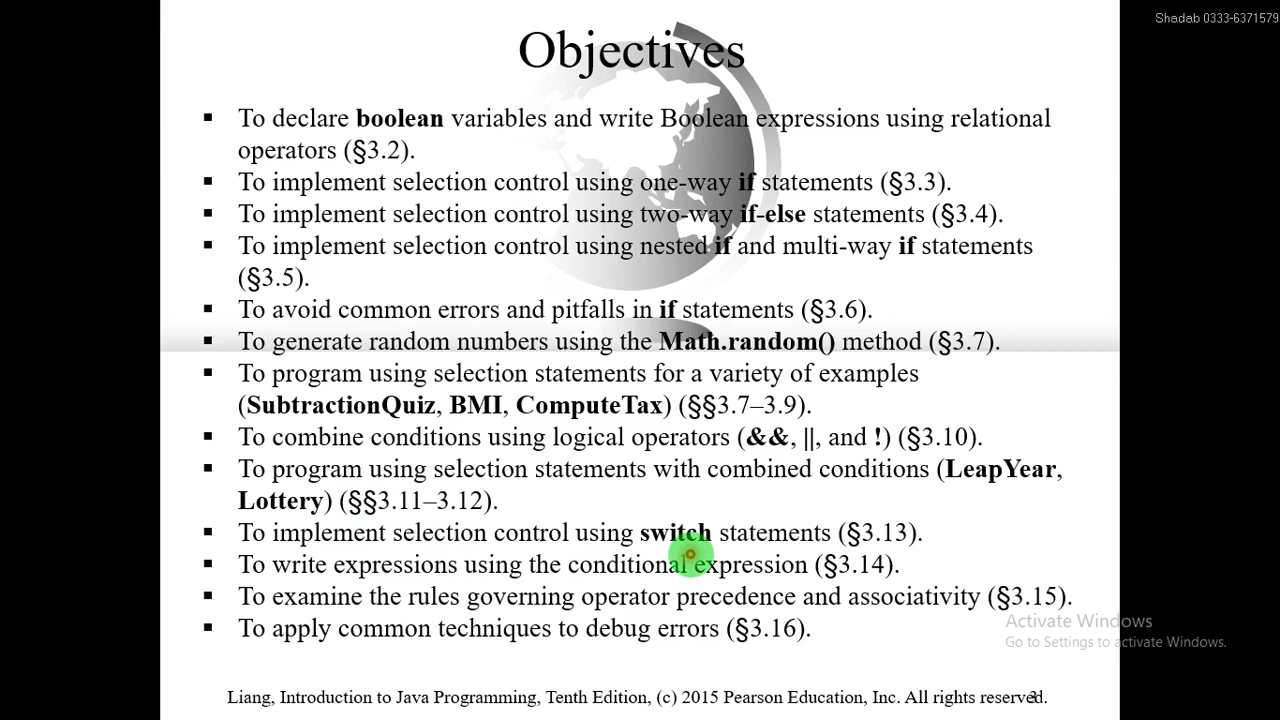 Shadab 0333-6371579
Objectives
▪ To declare boolean variables and write Boolean expressions using relational
operators (§3.2).
▪ To implement selection control using one-way if statements (§3.3).
▪ To implement selection control using two-way if-else statements (§3.4).
▪ To implement selection control using nested if and multi-way if statements
(§3.5).
▪ To avoid common errors and pitfalls in if statements (§3.6).
▪ To generate random numbers using the Math.random() method (§3.7).
▪ To program using selection statements for a variety of examples
(SubtractionQuiz, BMI, ComputeTax) (§§3.7–3.9).
▪ To combine conditions using logical operators (&&, ||, and !) (§3.10).
▪ To program using selection statements with combined conditions (LeapYear,
Lottery) (§§3.11–3.12).
▪ To implement selection control using switch statements (§3.13).
▪ To write expressions using the conditional expression (§3.14).
▪ To examine the rules governing operator precedence and associativity (§3.15).
▪ To apply common techniques to debug errors (§3.16).
Activate Windows
Go to Settings to activate Windows.
Liang, Introduction to Java Programming, Tenth Edition, (c) 2015 Pearson Education, Inc. All rights reserved.